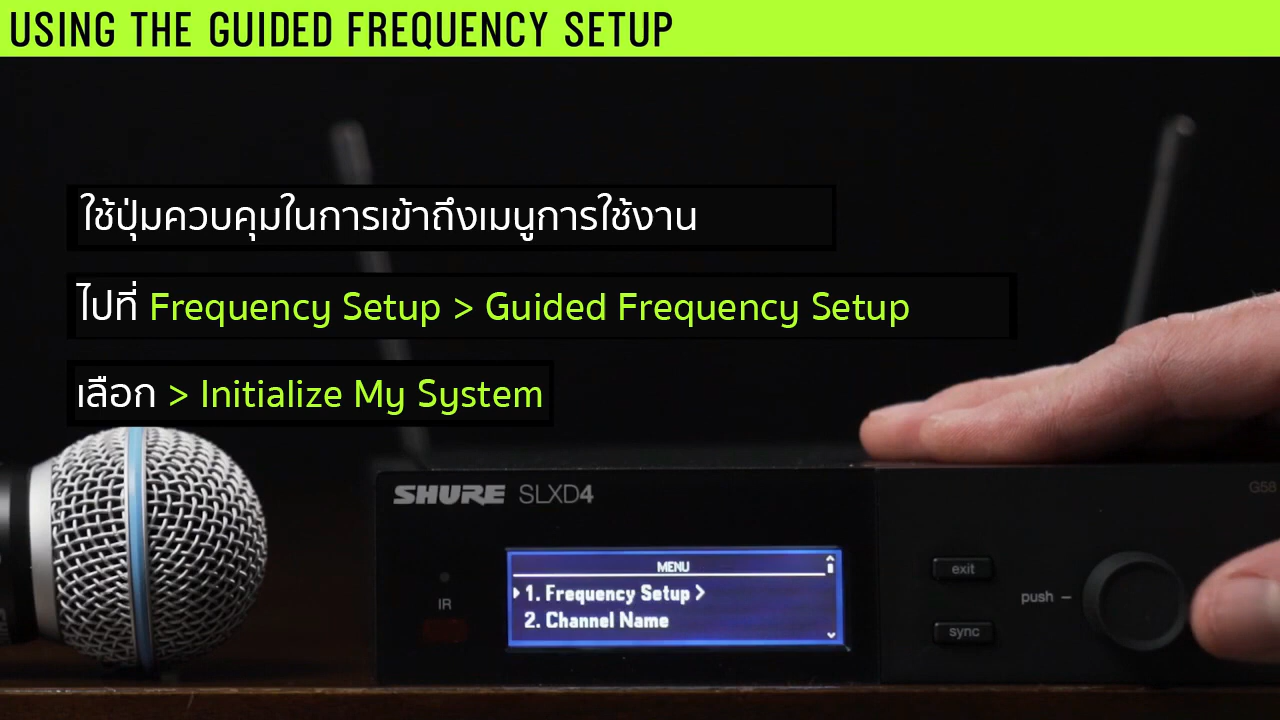 USING THE GUIDED FREQUENCY SETUP
ใช้ปุ่มควบคุมในการเข้าถึงเมนูการใช้งาน
ไปที่ Frequency Setup > Guided Frequency Setup
เลือก > Initialize My System
SHURE SLXD4
G58
MENU
1. Frequency Setup >
2. Channel Name
IR
exit
push
sync